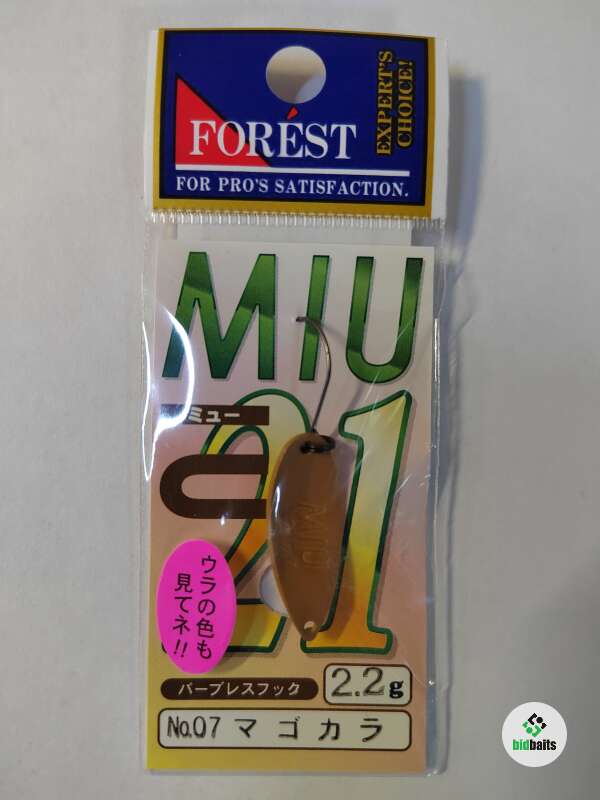 EXPERT'S
CHOICE!
FORÉST
FOR PRO'S SATISFACTION.
MIU
ミュー
21
MIU
ウラの色も
見てネ!!
バーブレスフック
2.2g
No.07 マゴカラ
bidbaits